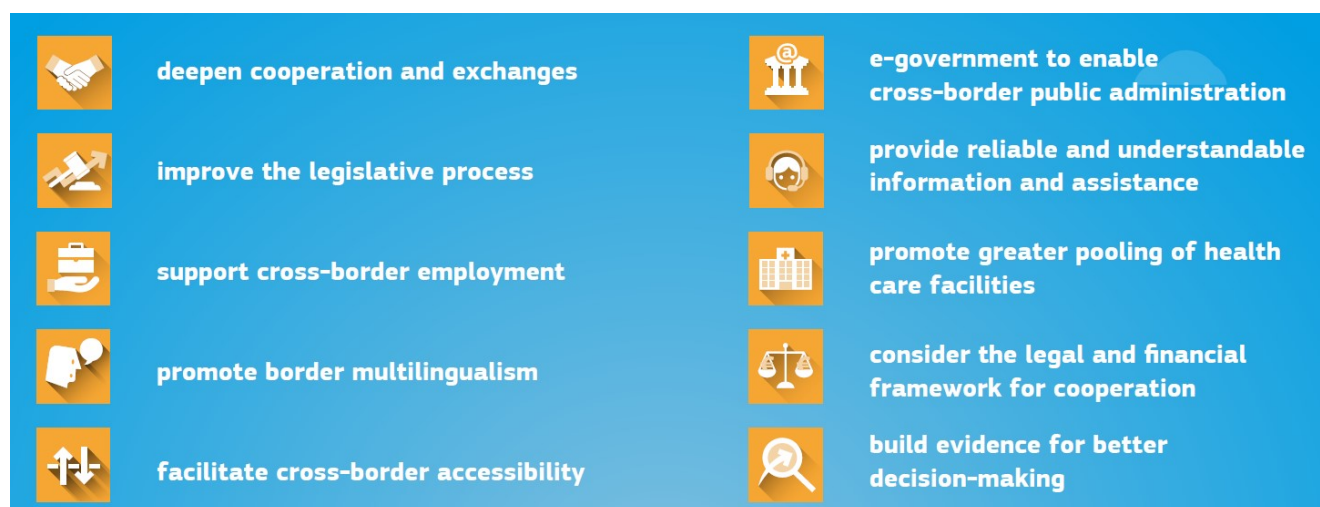 deepen cooperation and exchanges
improve the legislative process
support cross-border employment
promote border multilingualism
facilitate cross-border accessibility
@
e-government to enable
cross-border public administration
provide reliable and understandable
information and assistance
promote greater pooling of health
care facilities
consider the legal and financial
framework for cooperation
build evidence for better
decision-making